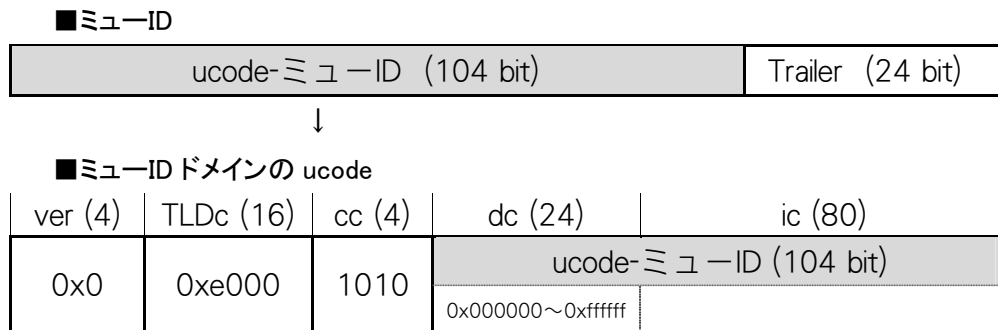 ■ミューID
ucode-ミューID (104 bit) Trailer (24 bit)
↓
■ミューIDドメインの ucode
ver (4) TLDc (16) cc (4) dc (24) ic (80)
ucode-ミューID (104 bit)
0x0 0xe000 1010
0x000000～0xffffff